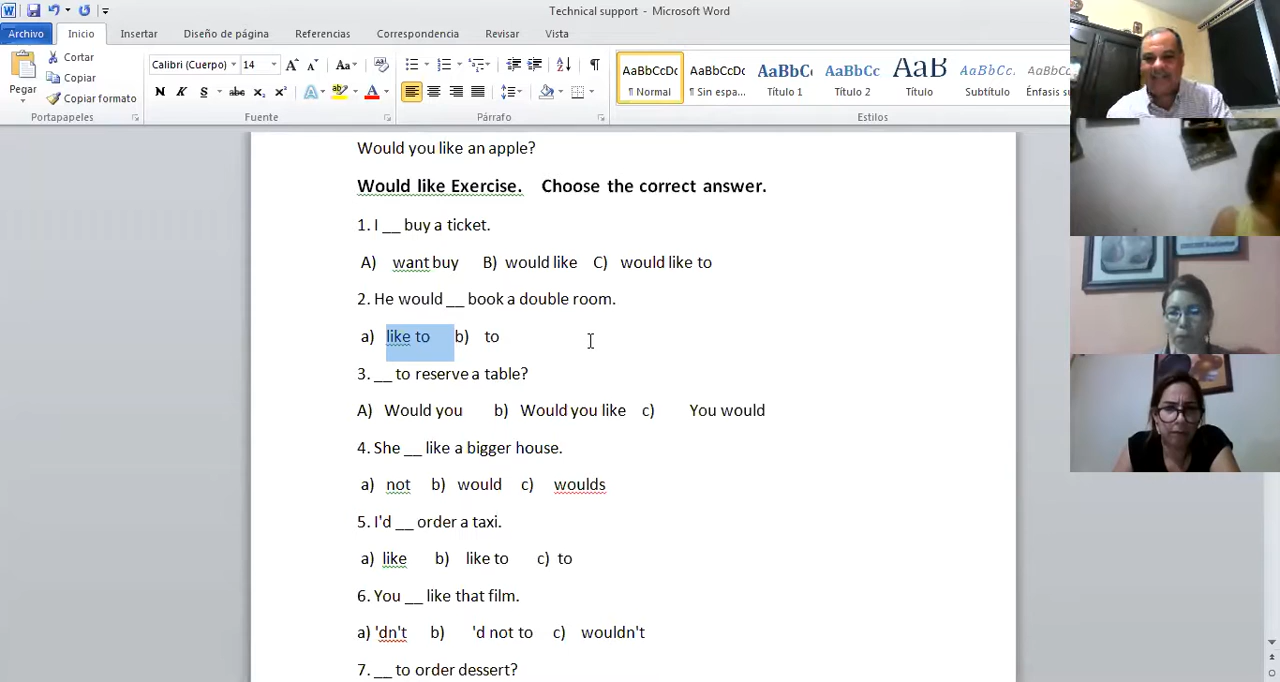 Technical support - Microsoft Word
Archivo Inicio Insertar Diseño de página Referencias Correspondencia Revisar Vista
Cortar
Copiar
Copiar formato
Pegar
Portapapeles
Calibri (Cuerpo) 14
Fuente
Párrafo
AaBbCcDc AaBbCcDc AaBbC AaBbCc AaB AaBbCc. AaBbCc
¶ Normal ¶ Sin espa... Título 1 Título 2 Título Subtítulo Énfasis su
Estilos
Would you like an apple?
Would like Exercise. Choose the correct answer.
1. I __ buy a ticket.
A) want buy B) would like C) would like to
2. He would __ book a double room.
a) like to b) to
3. __ to reserve a table?
A) Would you b) Would you like c) You would
4. She __ like a bigger house.
a) not b) would c) woulds
5. I'd __ order a taxi.
a) like b) like to c) to
6. You __ like that film.
a) 'dn't b) 'd not to c) wouldn't
7. __ to order dessert?